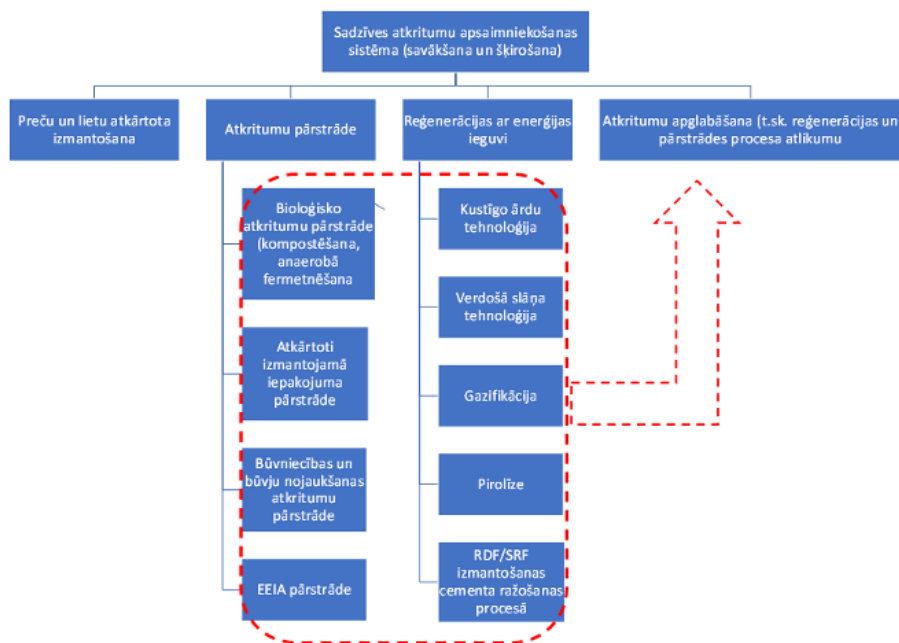 Sadzīves atkritumu apsaimniekošanas
sistēma (savākšana un šķirošana)
Preču un lietu atkārtota
izmantošana
Atkritumu pārstrāde
Reģenerācijas ar enerģijas
ieguvi
Atkritumu apglabāšana (t.sk. reģenerācijas un
pārstrādes procesa atlikumu
Bioloģisko
atkritumu pārstrāde
(kompostēšana,
anaerobā
fermetnēšana
Atkārtoti
izmantojamā
iepakojuma
pārstrāde
Būvniecības un
būvju nojaukšanas
atkritumu
pārstrāde
EEIA pārstrāde
Kustīgo ārdu
tehnoloģija
Verdošā slāņa
tehnoloģija
Gazifikācija
Pirolīze
RDF/SRF
izmantošanas
cementa ražošanas
procesā